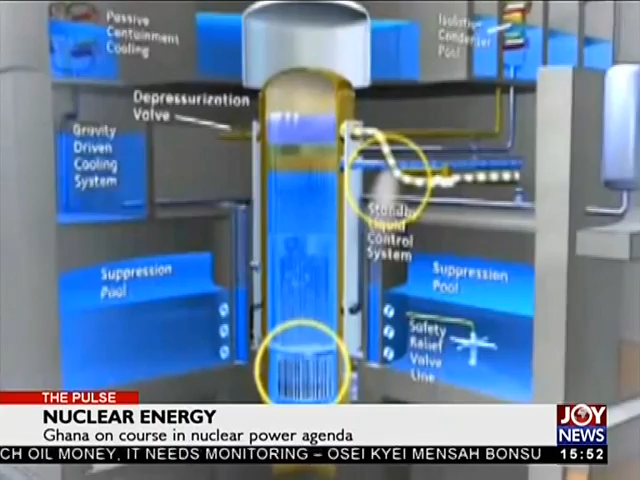 Passive
Containment
Cooling
Isolation
Condenser
Pool
Depressurization
Valve
Gravity
Driven
Cooling
System
Standby
Liquid
Control
System
Suppression
Pool
Suppression
Pool
Safety
Relief
Valve
Line
THE PULSE
NUCLEAR ENERGY
Ghana on course in nuclear power agenda
JOY
NEWS
CH OIL MONEY, IT NEEDS MONITORING – OSEI KYEI MENSAH BONSU
15:52